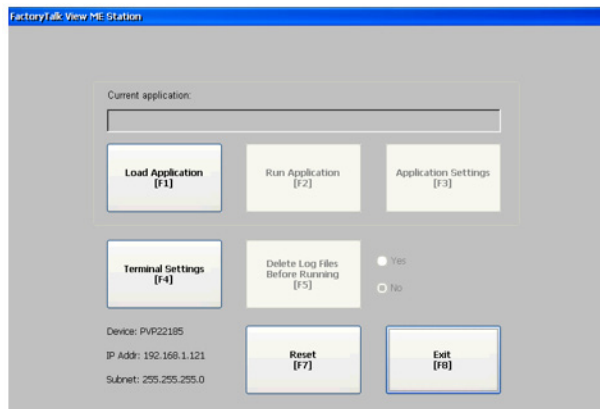 FactoryTalk View ME Station
Current application:
Load Application
[F1]
Run Application
[F2]
Application Settings
[F3]
Terminal Settings
[F4]
Delete Log Files
Before Running
[F5]
Yes
No
Device: PVP22185
IP Addr: 192.168.1.121
Subnet: 255.255.255.0
Reset
[F7]
Exit
[F8]